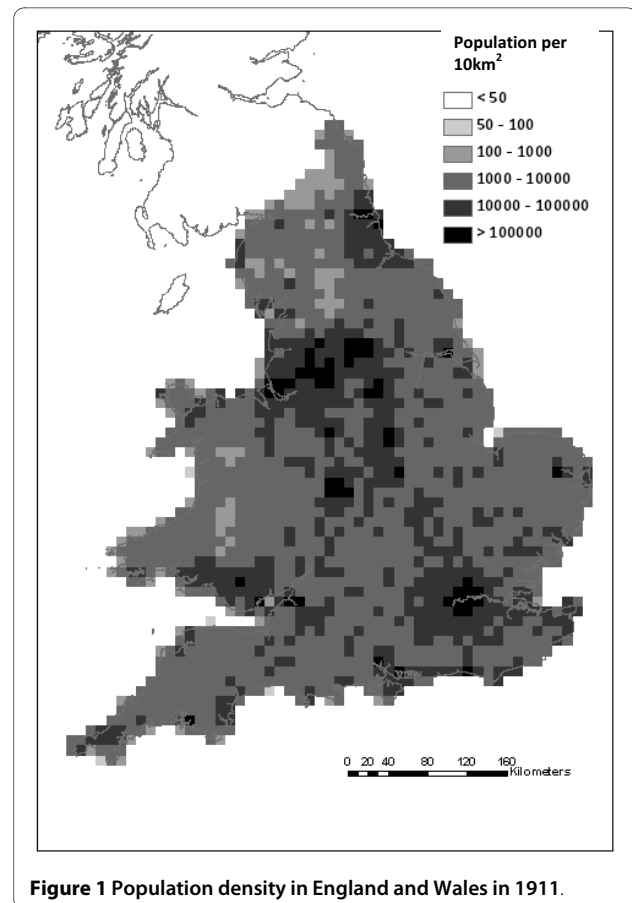 Population per
10km²
< 50
50 - 100
100 - 1000
1000 - 10000
10000 - 100000
> 100000
0 20 40 80 120 160
Kilometers
Figure 1 Population density in England and Wales in 1911.